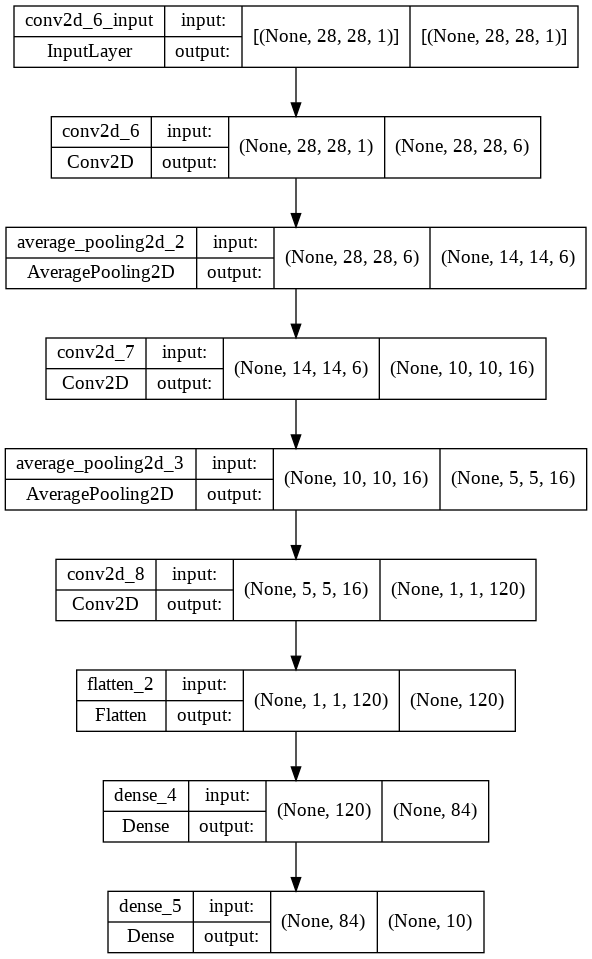 conv2d_6_input input: [(None, 28, 28, 1)] [(None, 28, 28, 1)]
InputLayer output:
conv2d_6 input: (None, 28, 28, 1) (None, 28, 28, 6)
Conv2D output:
average_pooling2d_2 input: (None, 28, 28, 6) (None, 14, 14, 6)
AveragePooling2D output:
conv2d_7 input: (None, 14, 14, 6) (None, 10, 10, 16)
Conv2D output:
average_pooling2d_3 input: (None, 10, 10, 16) (None, 5, 5, 16)
AveragePooling2D output:
conv2d_8 input: (None, 5, 5, 16) (None, 1, 1, 120)
Conv2D output:
flatten_2 input: (None, 1, 1, 120) (None, 120)
Flatten output:
dense_4 input: (None, 120) (None, 84)
Dense output:
dense_5 input: (None, 84) (None, 10)
Dense output: